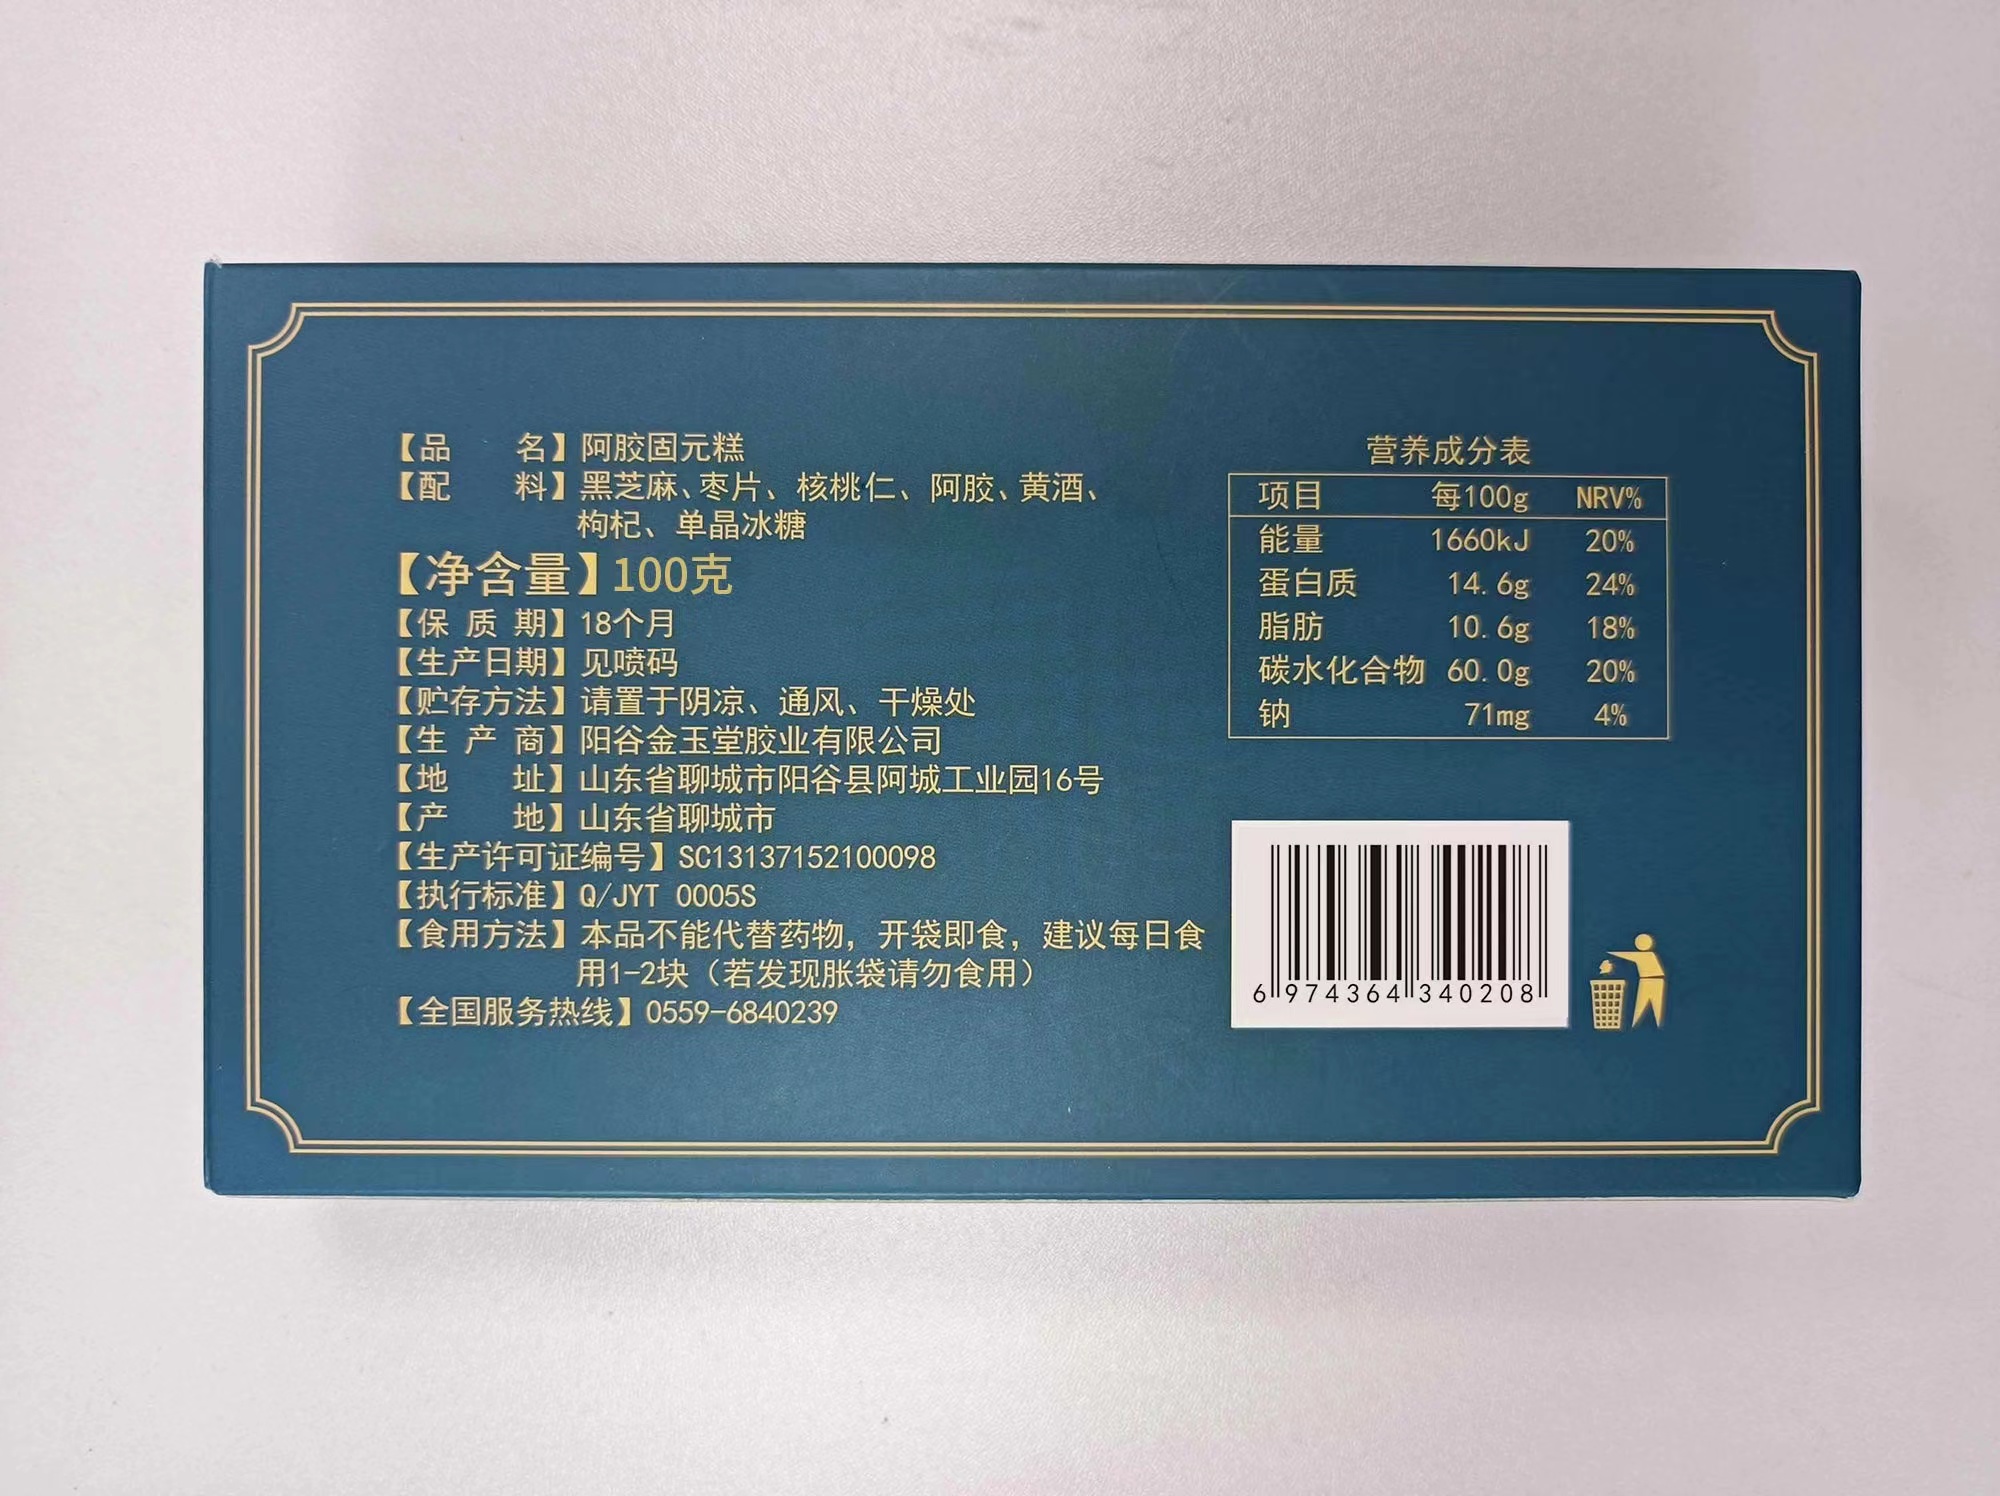 【品 名】阿胶固元糕
【配 料】黑芝麻、枣片、核桃仁、阿胶、黄酒、
枸杞、单晶冰糖
【净含量】100克
【保质期】18个月
【生产日期】见喷码
【贮存方法】请置于阴凉、通风、干燥处
【生产商】阳谷金玉堂胶业有限公司
【地 址】山东省聊城市阳谷县阿城工业园16号
【产 地】山东省聊城市
【生产许可证编号】SC13137152100098
【执行标准】Q/JYT 0005S
【食用方法】本品不能代替药物，开袋即食，建议每日食
用1-2块（若发现胀袋请勿食用）
【全国服务热线】0559-6840239
营养成分表
项目 每100g NRV%
能量 1660kJ 20%
蛋白质 14.6g 24%
脂肪 10.6g 18%
碳水化合物 60.0g 20%
钠 71mg 4%
6 974364 340208